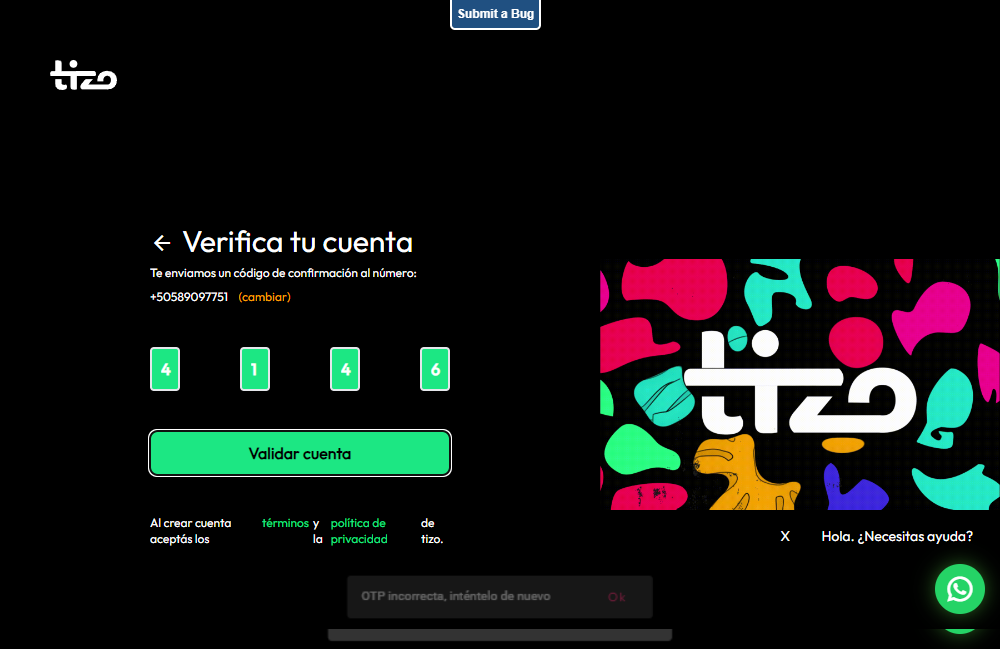 Submit a Bug
tizo
← Verifica tu cuenta
Te enviamos un código de confirmación al número:
+50589097751 (cambiar)
4 1 4 6
Validar cuenta
Al crear cuenta aceptás los términos y la política de privacidad de tizo.
tizo
X Hola. ¿Necesitas ayuda?
OTP incorrecta, inténtelo de nuevo Ok